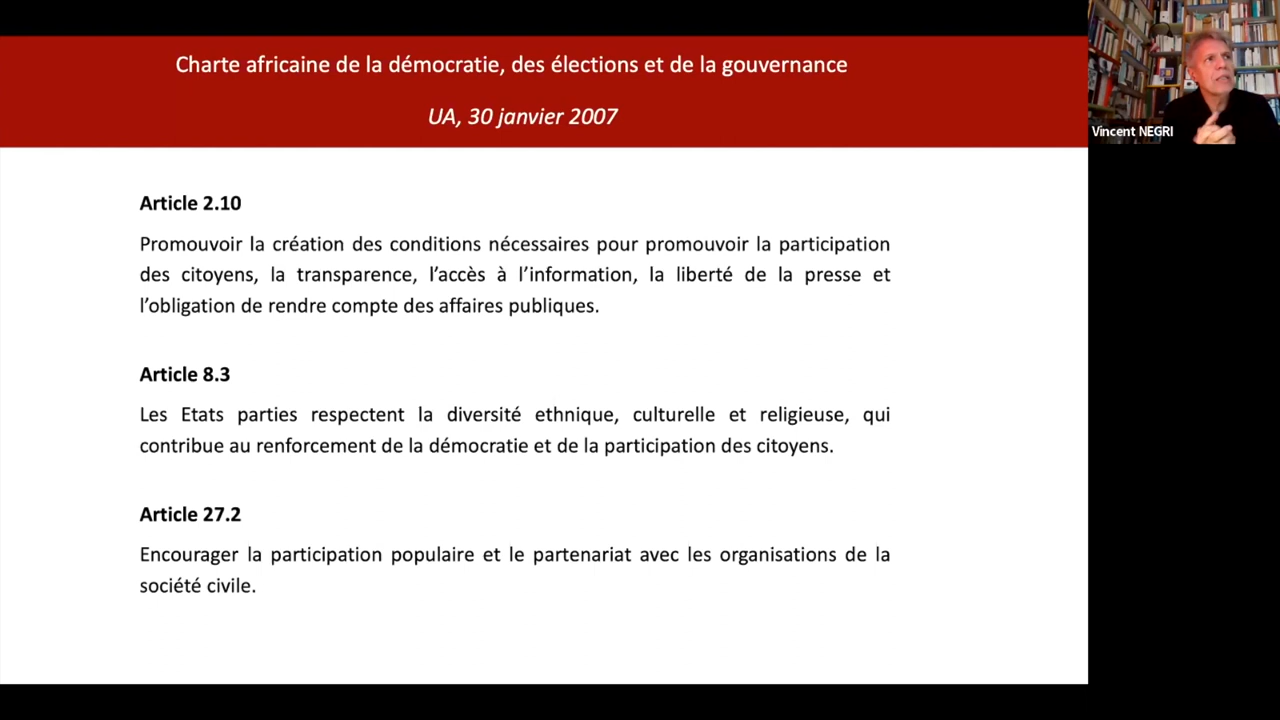 Charte africaine de la démocratie, des élections et de la gouvernance
UA, 30 janvier 2007
Vincent NEGRI
Article 2.10
Promouvoir la création des conditions nécessaires pour promouvoir la participation
des citoyens, la transparence, l’accès à l’information, la liberté de la presse et
l’obligation de rendre compte des affaires publiques.
Article 8.3
Les Etats parties respectent la diversité ethnique, culturelle et religieuse, qui
contribue au renforcement de la démocratie et de la participation des citoyens.
Article 27.2
Encourager la participation populaire et le partenariat avec les organisations de la
société civile.